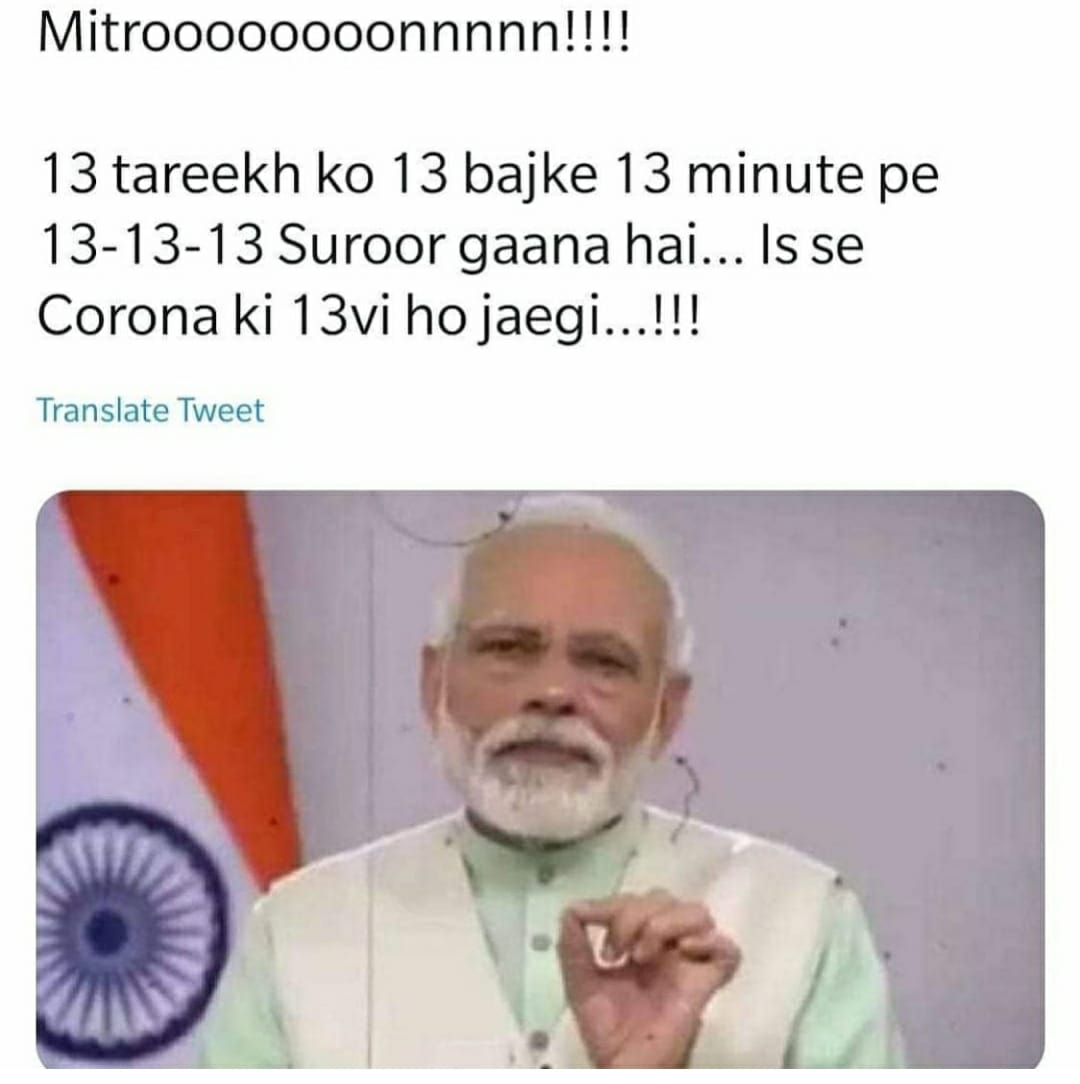 Mitrooooooooonnnnn!!!!
13 tareekh ko 13 bajke 13 minute pe
13-13-13 Suroor gaana hai... Is se
Corona ki 13vi ho jaegi...!!!
Translate Tweet